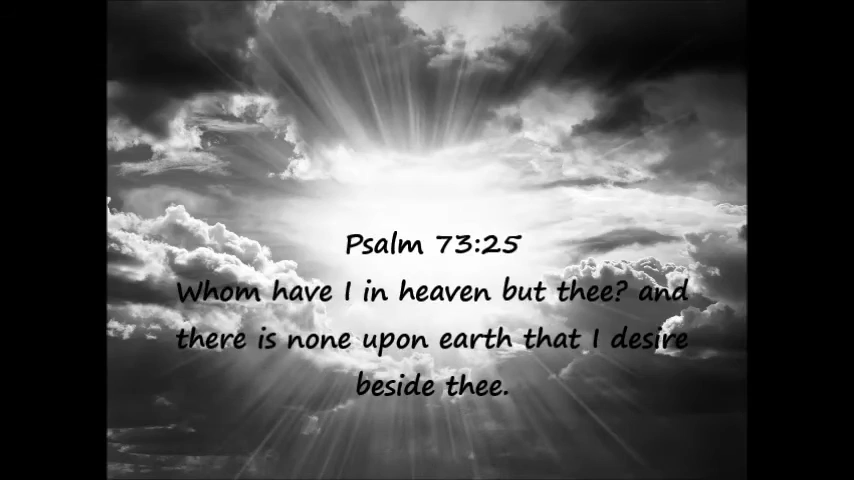 Psalm 73:25
Whom have I in heaven but thee? and
there is none upon earth that I desire
beside thee.